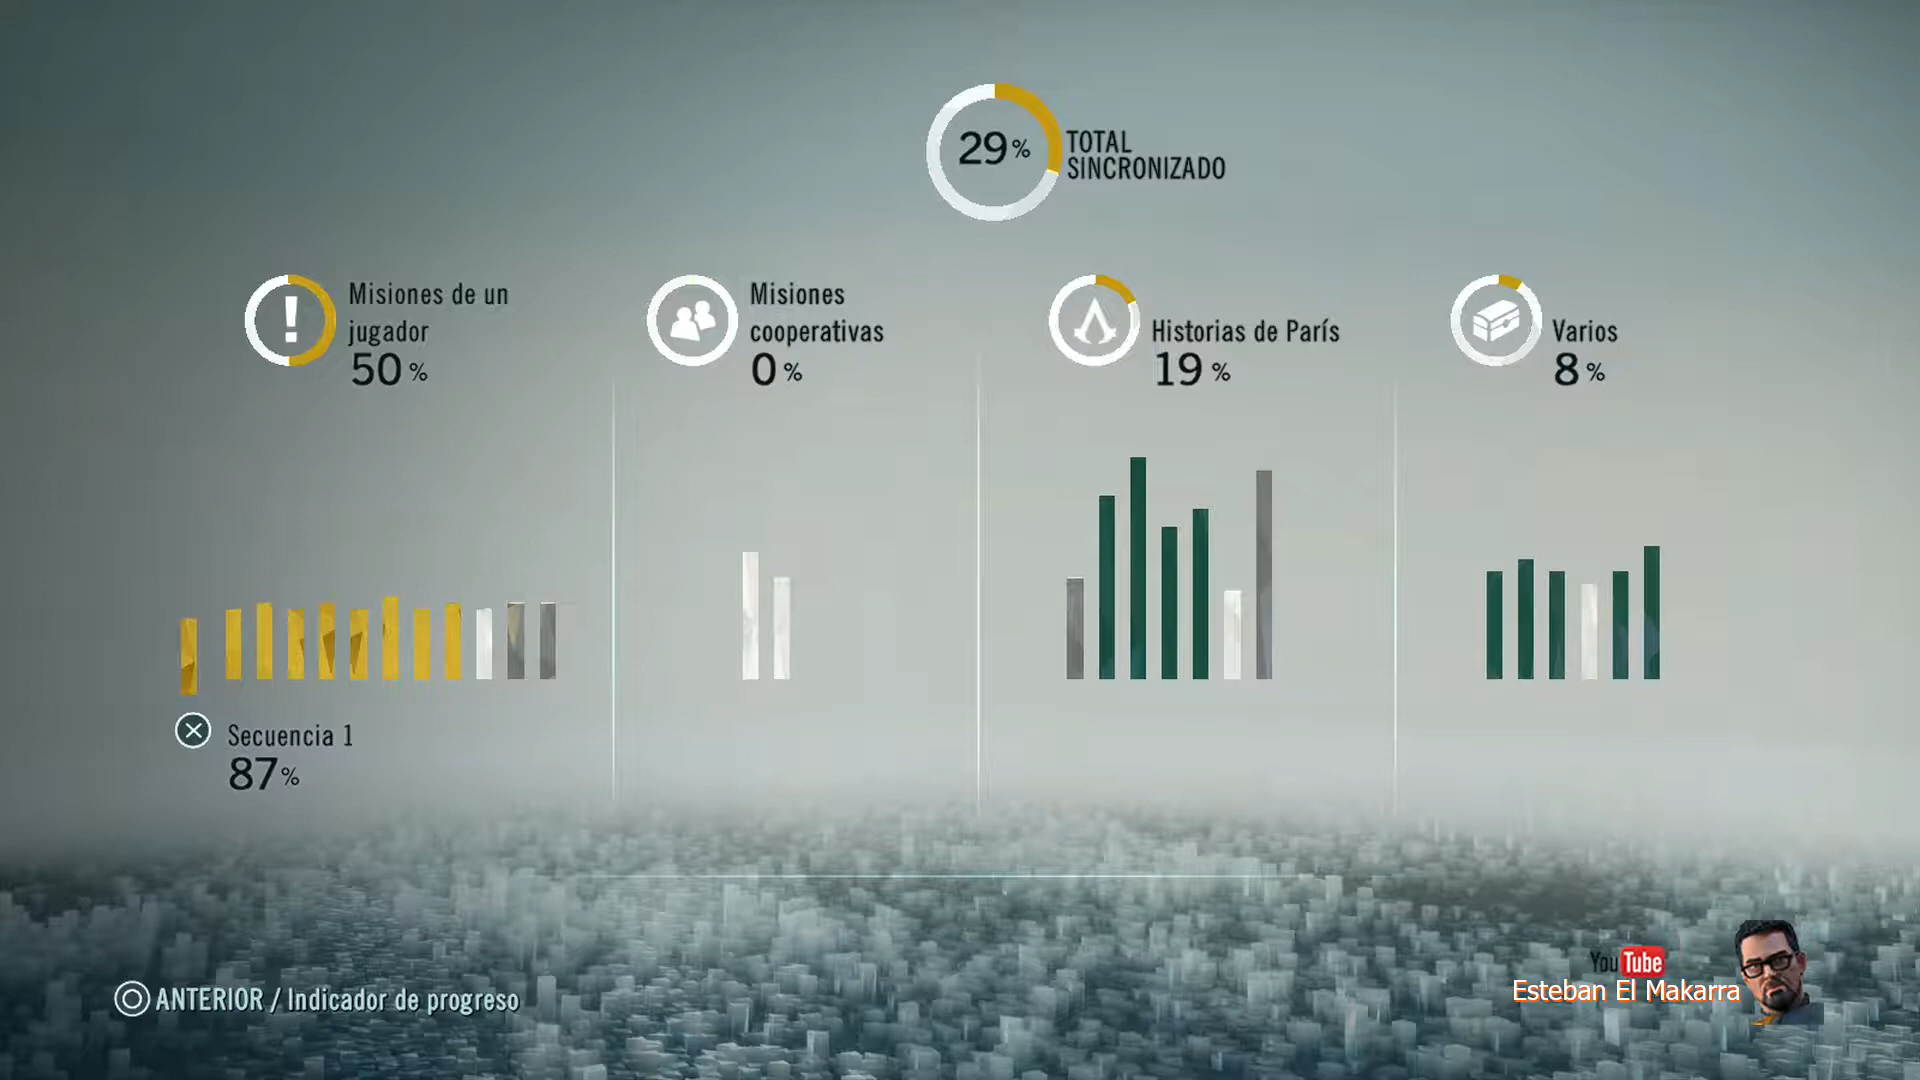 29%
TOTAL
SINCRONIZADO
Misiones de un
jugador
50 %
Misiones
cooperativas
0 %
Historias de París
19 %
Varios
8 %
Secuencia 1
87%
ANTERIOR / Indicador de progreso
YouTube
Esteban El Makarra